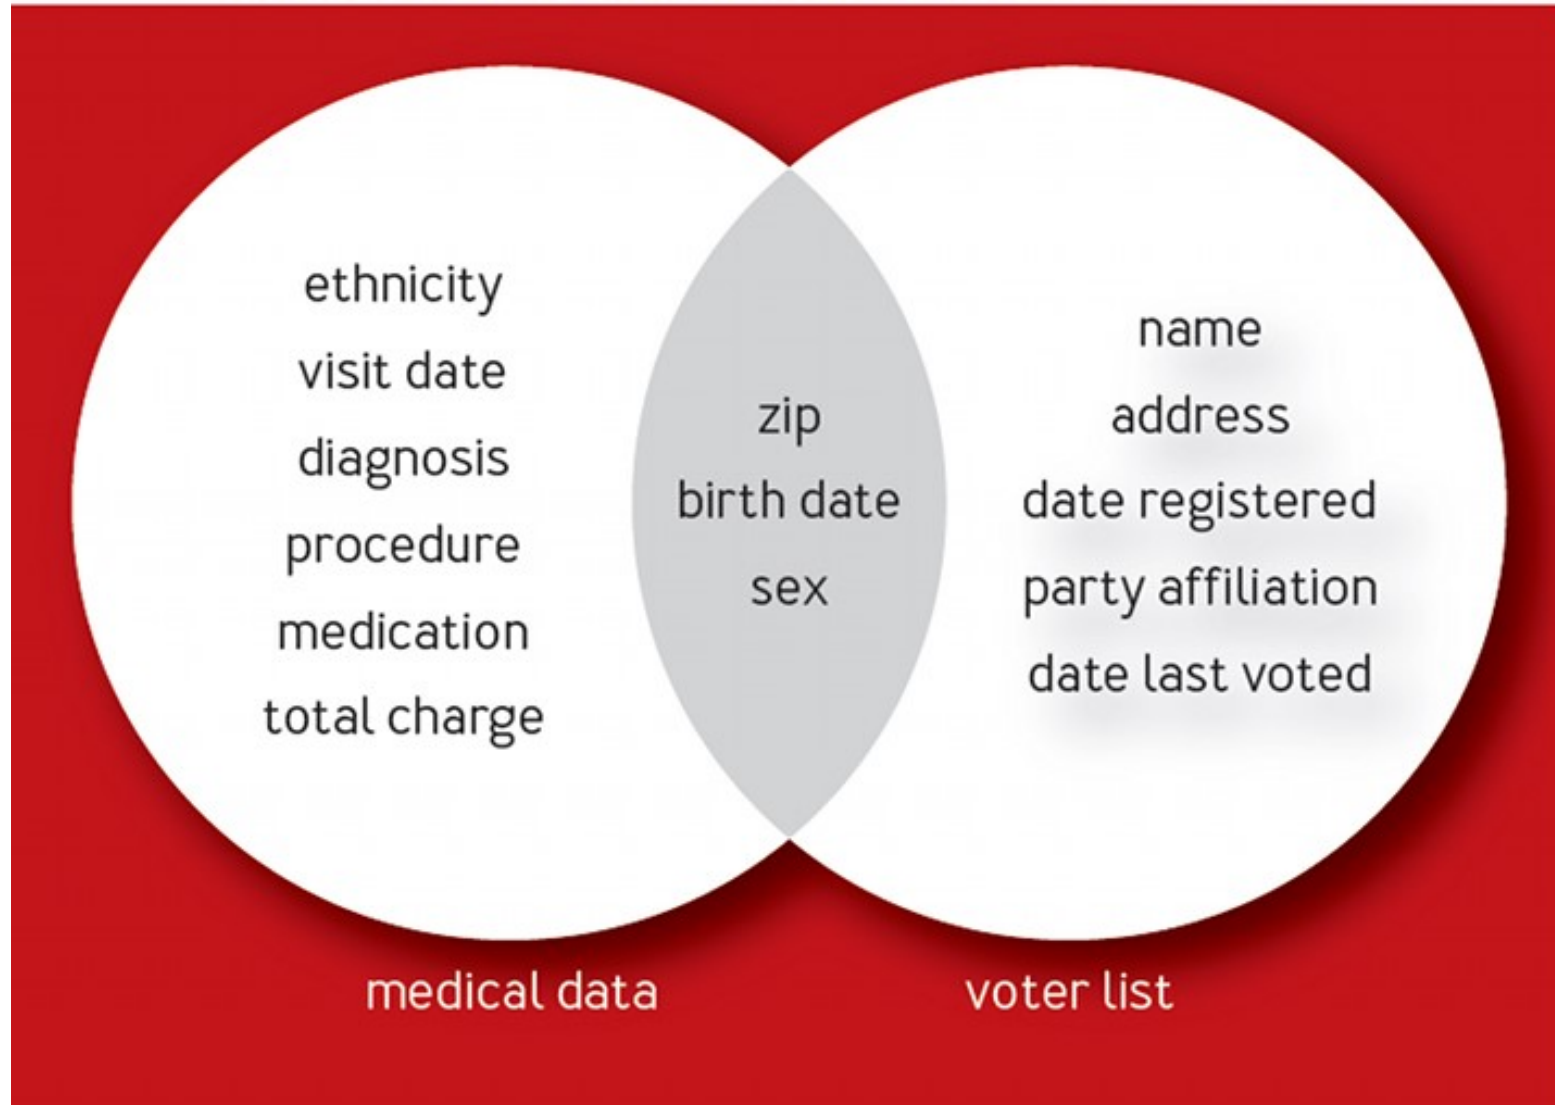 ethnicity
visit date
diagnosis
procedure
medication
total charge
zip
birth date
sex
name
address
date registered
party affiliation
date last voted
medical data
voter list